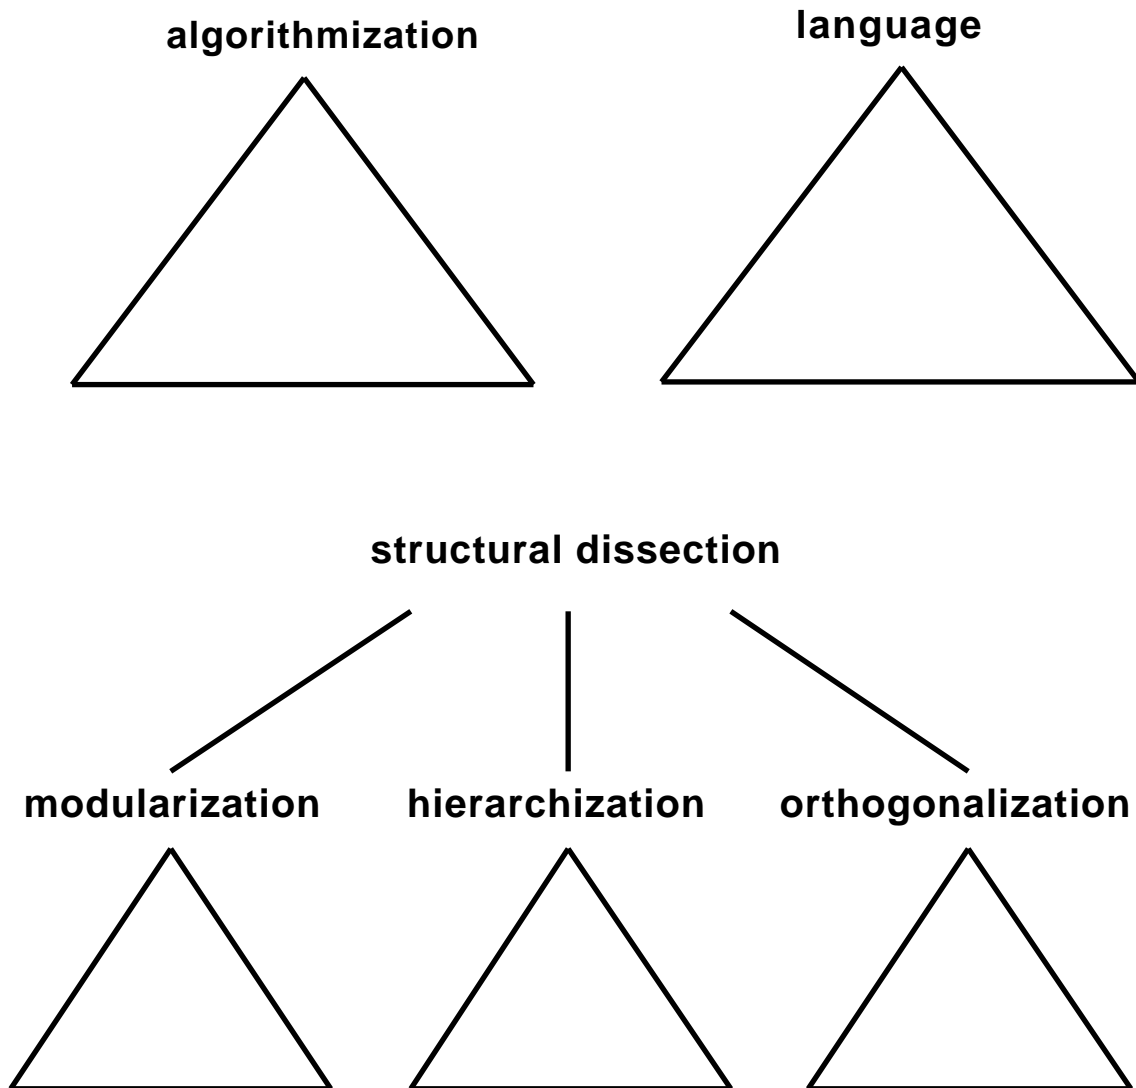 algorithmization
language
structural dissection
modularization
hierarchization
orthogonalization